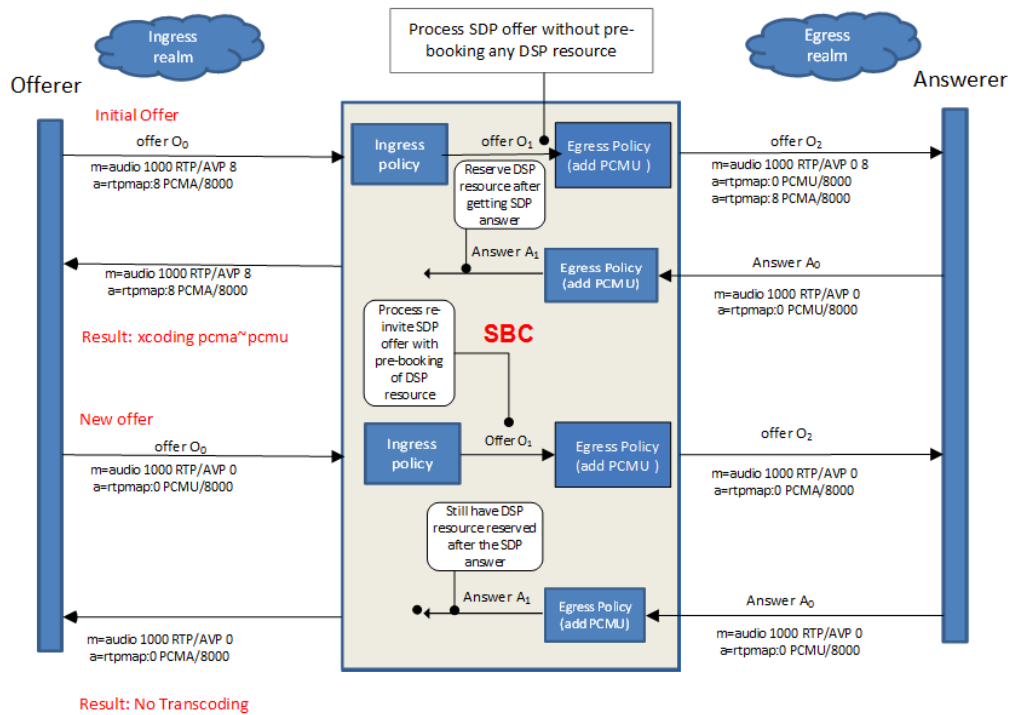 Process SDP offer without pre-
booking any DSP resource
Ingress
realm
Egress
realm
Offerer
Answerer
Initial Offer
offer O0
m=audio 1000 RTP/AVP 8
a=rtpmap:8 PCMA/8000
Ingress
policy
offer O1
Egress Policy
(add PCMU )
offer O2
m=audio 1000 RTP/AVP 0 8
a=rtpmap:0 PCMU/8000
a=rtpmap:8 PCMA/8000
Reserve DSP
resource after
getting SDP
answer
Answer A1
Egress Policy
(add PCMU)
Answer A0
m=audio 1000 RTP/AVP 0
a=rtpmap:0 PCMU/8000
m=audio 1000 RTP/AVP 8
a=rtpmap:8 PCMA/8000
Result: xcoding pcma~pcmu
Process re-
invite SDP
offer with
pre-booking
of DSP
resource
SBC
New offer
offer O0
m=audio 1000 RTP/AVP 0
a=rtpmap:0 PCMU/8000
Ingress
policy
Offer O1
Egress Policy
(add PCMU )
offer O2
m=audio 1000 RTP/AVP 0
a=rtpmap:0 PCMU/8000
Still have DSP
resource reserved
after the SDP
answer
Answer A1
Egress Policy
(add PCMU)
Answer A0
m=audio 1000 RTP/AVP 0
a=rtpmap:0 PCMU/8000
m=audio 1000 RTP/AVP 0
a=rtpmap:0 PCMA/8000
Result: No Transcoding